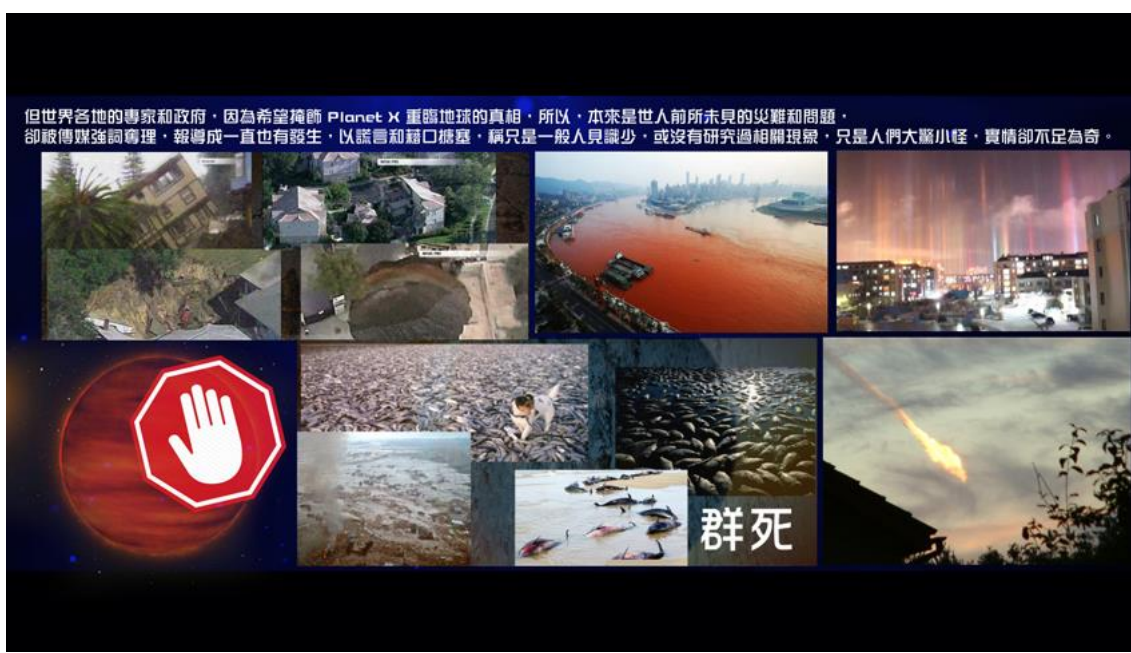 但世界各地的專家和政府，因為希望掩飾 Planet X 重臨地球的真相，所以，本來是世人前所未見的災難和問題，
卻被傳媒強詞奪理，報導成一直也有發生，以謊言和藉口搪塞，稱只是一般人見識少，或沒有研究過相關現象，只是人們大驚小怪，實情卻不足為奇。
群死